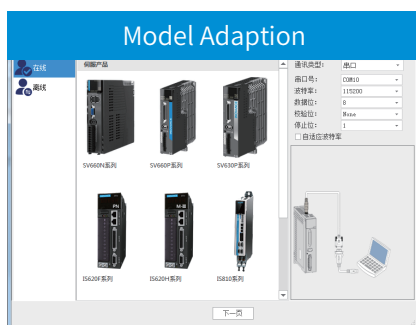 Model Adaption
在线
离线
伺服产品
SV660N系列
SV660P系列
SV630P系列
PN
M-III
IS620F系列
IS620H系列
IS810系列
通讯类型：
串口
串口号：
COM10
波特率：
115200
数据位：
8
校验位：
None
停止位：
1
自适应波特率
下一页